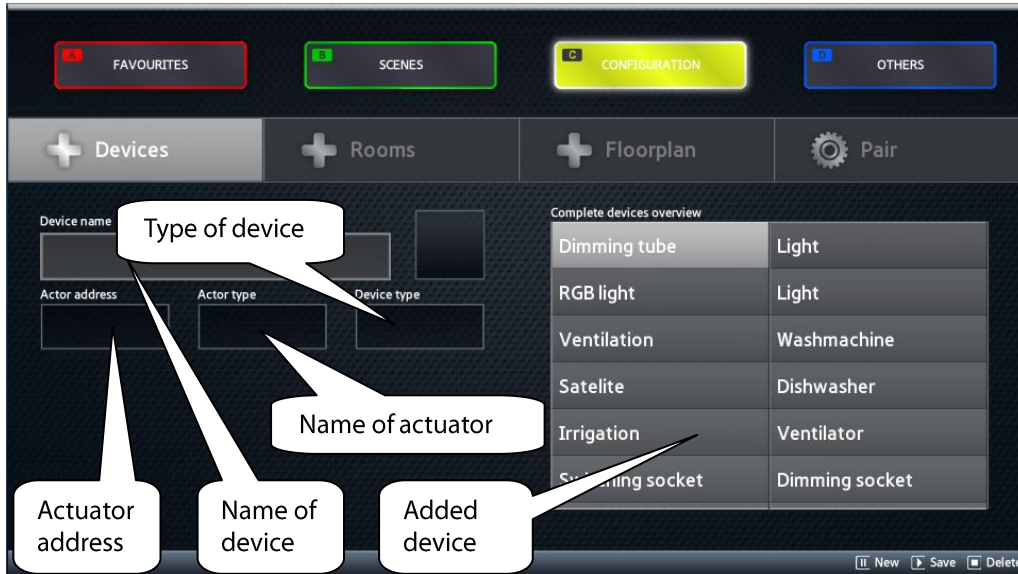 A FAVOURITES
B SCENES
C CONFIGURATION
D OTHERS
Devices
Rooms
Floorplan
Pair
Device name
Type of device
Actor address
Actor type
Device type
Complete devices overview
Dimming tube Light
RGB light Light
Ventilation Washmachine
Satelite Dishwasher
Irrigation Ventilator
Switching socket Dimming socket
Name of actuator
Actuator
address
Name of
device
Added
device
New Save Delete